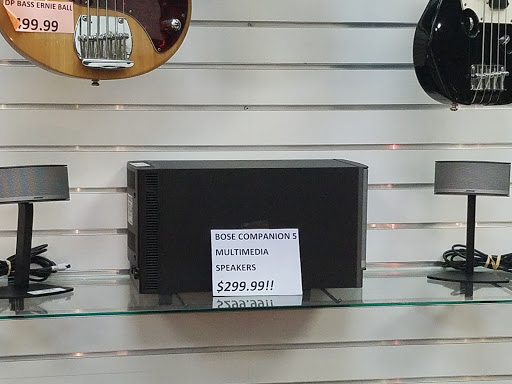 DP BASS ERNIE BALL
99.99
BOSE COMPANION 5
MULTIMEDIA
SPEAKERS
$299.99!!